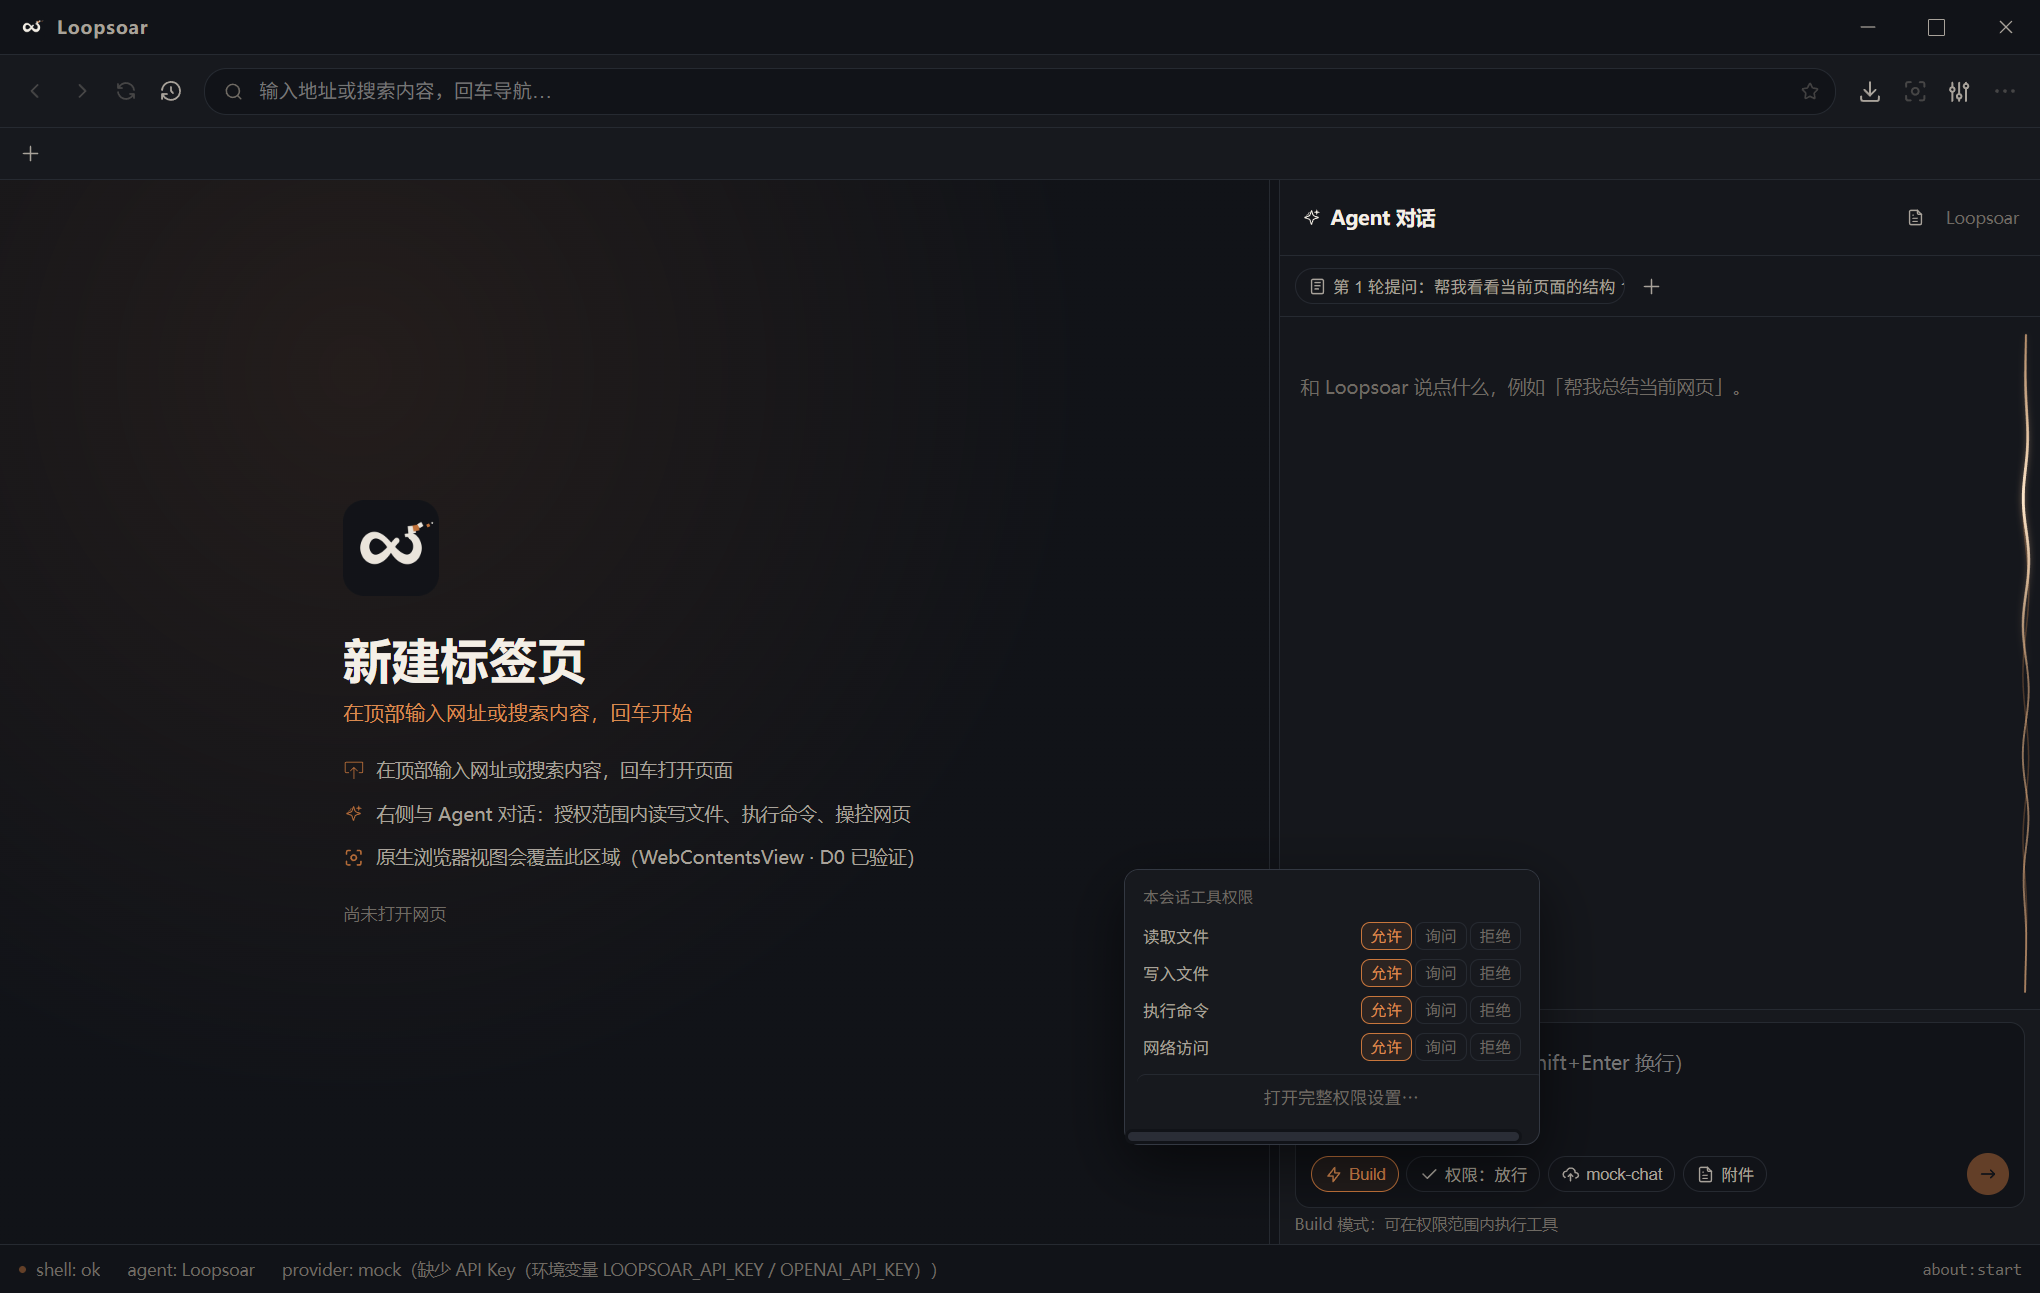 Loopsoar
输入地址或搜索内容，回车导航...
Agent 对话
Loopsoar
第 1 轮提问：帮我看看当前页面的结构
和 Loopsoar 说点什么，例如「帮我总结当前网页」。
新建标签页
在顶部输入网址或搜索内容，回车开始
在顶部输入网址或搜索内容，回车打开页面
右侧与 Agent 对话：授权范围内读写文件、执行命令、操控网页
原生浏览器视图会覆盖此区域（WebContentsView · D0 已验证）
尚未打开网页
本会话工具权限
读取文件 允许 询问 拒绝
写入文件 允许 询问 拒绝
执行命令 允许 询问 拒绝
网络访问 允许 询问 拒绝
打开完整权限设置…
ift+Enter 换行)
Build 权限：放行 mock-chat 附件
Build 模式：可在权限范围内执行工具
shell: ok agent: Loopsoar provider: mock（缺少 API Key（环境变量 LOOPSOAR_API_KEY / OPENAI_API_KEY））
about:start